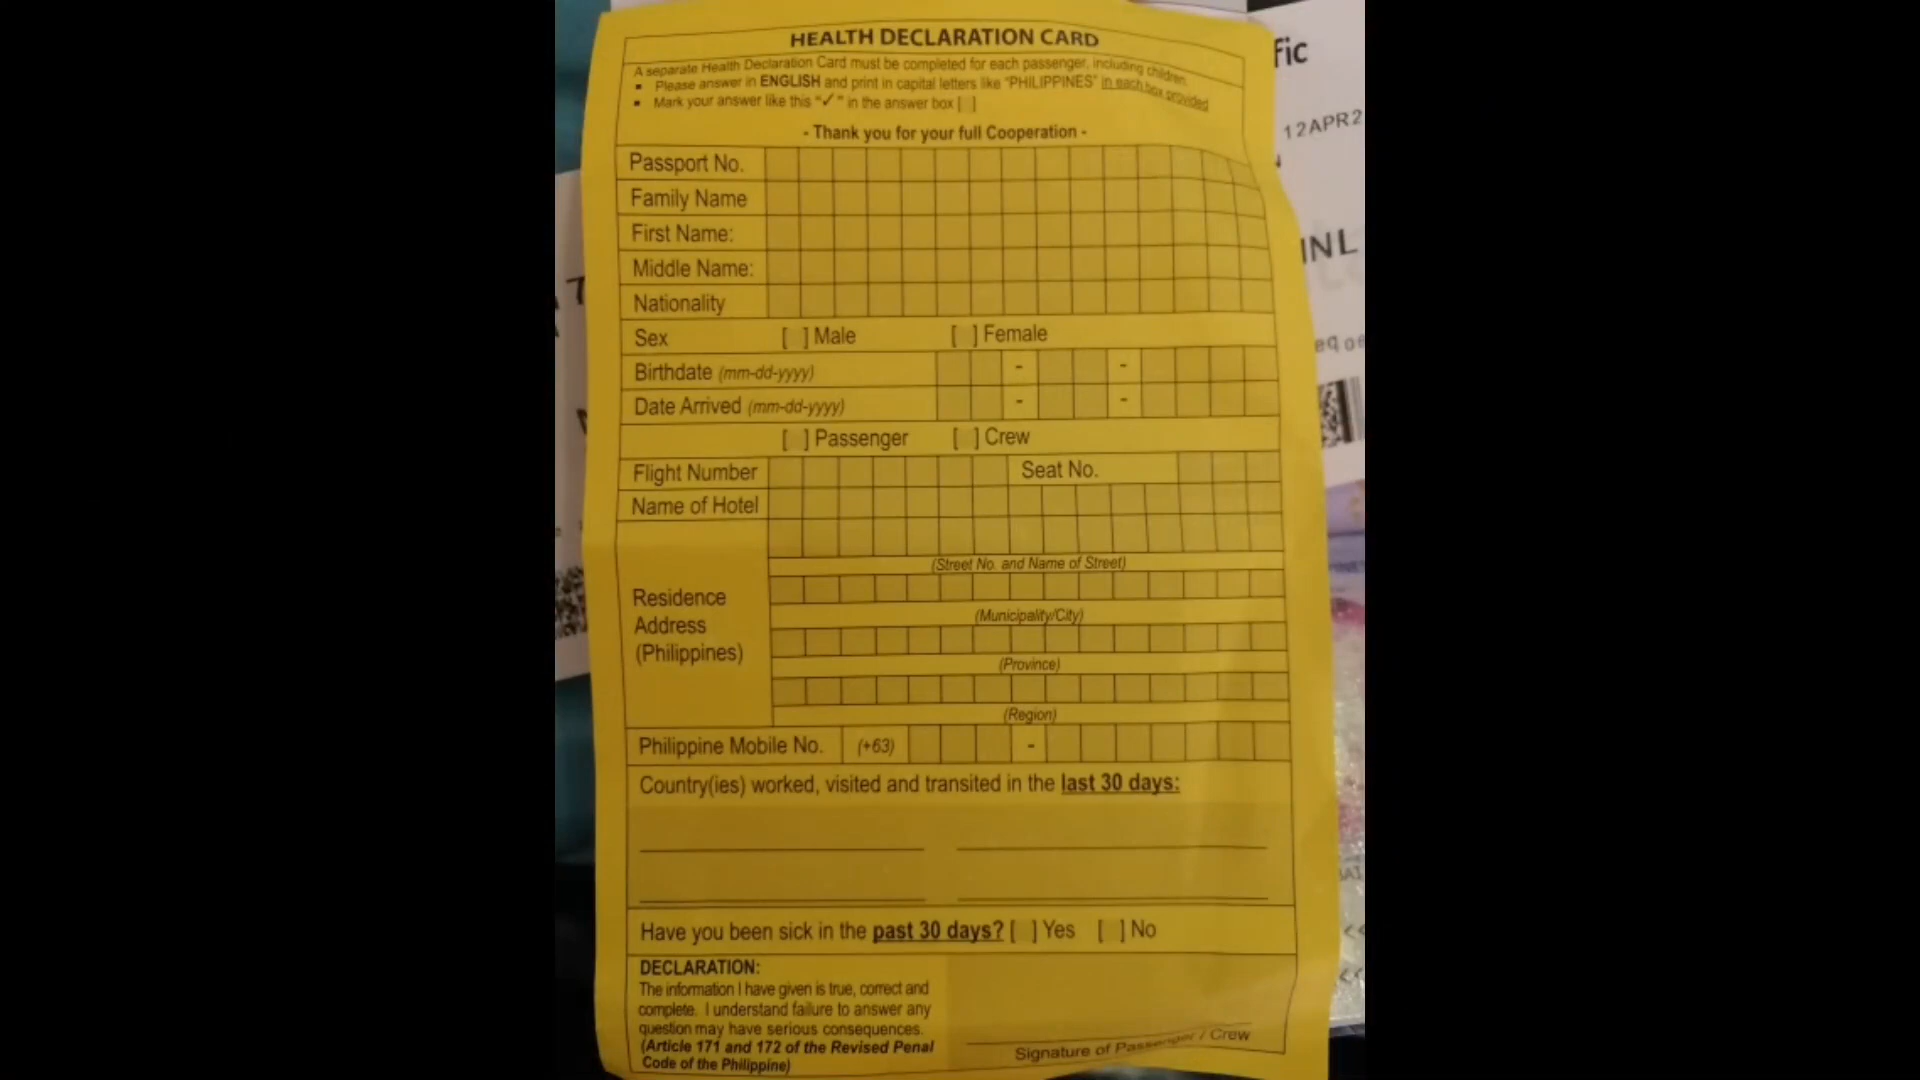 HEALTH DECLARATION CARD
A separate Health Declaration Card must be completed for each passenger, including children.
▪ Please answer in ENGLISH and print in capital letters like "PHILIPPINES" in each box provided
▪ Mark your answer like this "✓" in the answer box [ ]
- Thank you for your full Cooperation -
Passport No.
Family Name
First Name:
Middle Name:
Nationality
Sex [ ] Male [ ] Female
Birthdate (mm-dd-yyyy) - -
Date Arrived (mm-dd-yyyy) - -
[ ] Passenger [ ] Crew
Flight Number Seat No.
Name of Hotel
(Street No. and Name of Street)
Residence
Address
(Philippines)
(Municipality/City)
(Province)
(Region)
Philippine Mobile No. (+63) -
Country(ies) worked, visited and transited in the last 30 days:
Have you been sick in the past 30 days? [ ] Yes [ ] No
DECLARATION:
The information I have given is true, correct and
complete. I understand failure to answer any
question may have serious consequences.
(Article 171 and 172 of the Revised Penal
Code of the Philippine)
Signature of Passenger / Crew
fic
12APR2
NL